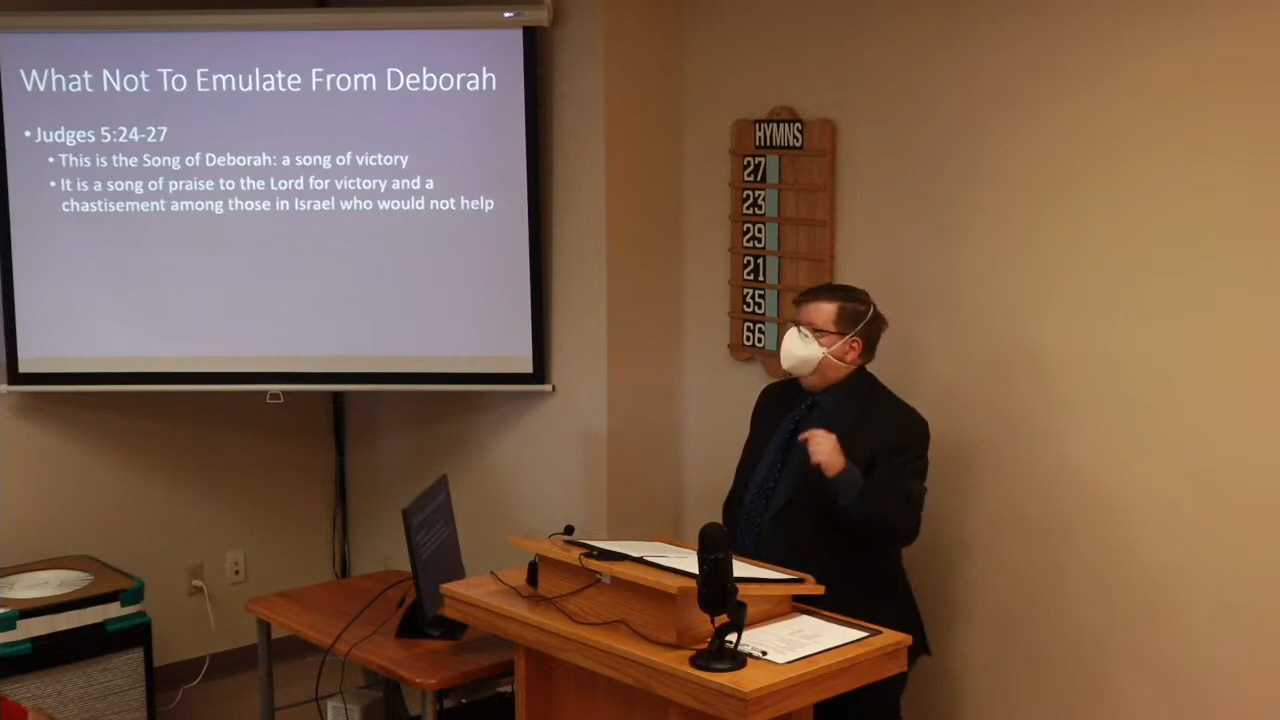 What Not To Emulate From Deborah
• Judges 5:24-27
• This is the Song of Deborah: a song of victory
• It is a song of praise to the Lord for victory and a
chastisement among those in Israel who would not help
HYMNS
27
23
29
21
35
66